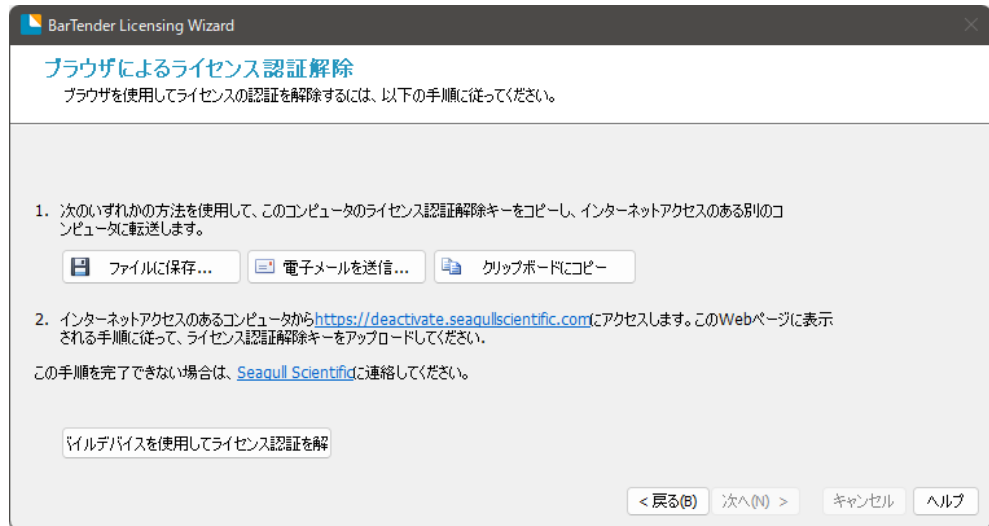 BarTender Licensing Wizard
ブラウザによるライセンス認証解除
ブラウザを使用してライセンスの認証を解除するには、以下の手順に従ってください。
1. 次のいずれかの方法を使用して、このコンピュータのライセンス認証解除キーをコピーし、インターネットアクセスのある別のコ
ンピュータに転送します。
ファイルに保存... 電子メールを送信... クリップボードにコピー
2. インターネットアクセスのあるコンピュータからhttps://deactivate.seagullscientific.comにアクセスします。このWebページに表示
される手順に従って、ライセンス認証解除キーをアップロードしてください.
この手順を完了できない場合は、Seagull Scientificに連絡してください。
バイルデバイスを使用してライセンス認証を解
< 戻る(B) 次へ(N) > キャンセル ヘルプ